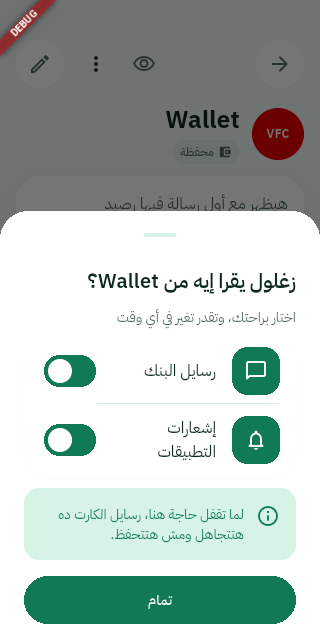 DEBUG
Wallet
VFC
محفظة
هيظهر مع أول رسالة فيها رصيد
زغلول يقرا إيه من Wallet؟
اختار براحتك، وتقدر تغير في أي وقت
رسايل البنك
إشعارات
التطبيقات
لما تقفل حاجة هنا، رسايل الكارت ده
هتتجاهل ومش هتتحفظ.
تمام